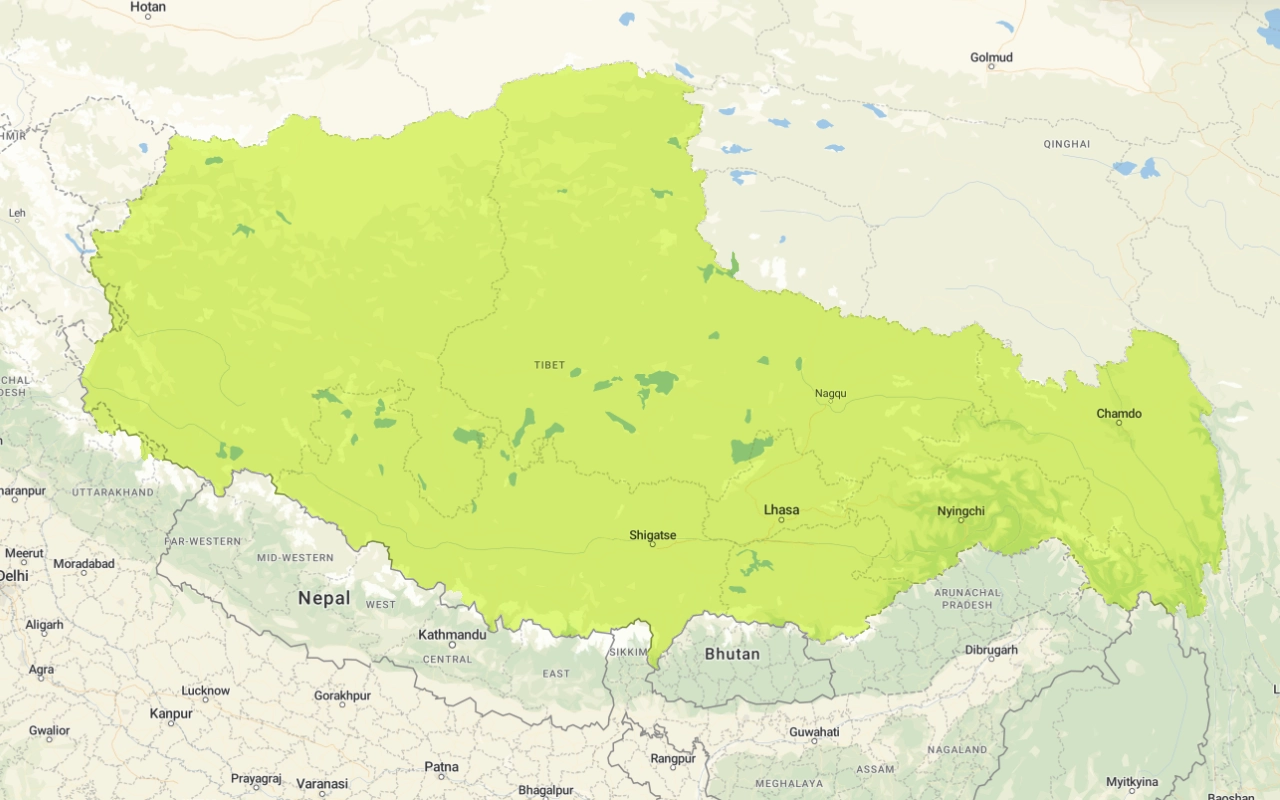 Hotan
Golmud
QINGHAI
HMIR
Leh
TIBET
Nagqu
CHAL
DESH
Chamdo
naranpur
UTTARAKHAND
Lhasa
Nyingchi
Shigatse
FAR-WESTERN
MID-WESTERN
Meerut
Moradabad
Delhi
Nepal
WEST
ARUNACHAL
PRADESH
Aligarh
Kathmandu
CENTRAL
SIKKIM
Bhutan
Dibrugarh
Agra
EAST
Lucknow
Gorakhpur
Kanpur
Gwalior
Guwahati
NAGALAND
Rangpur
ASSAM
Patna
Prayagraj
Varanasi
MEGHALAYA
Myitkyina
Bhagalpur
Baoshan